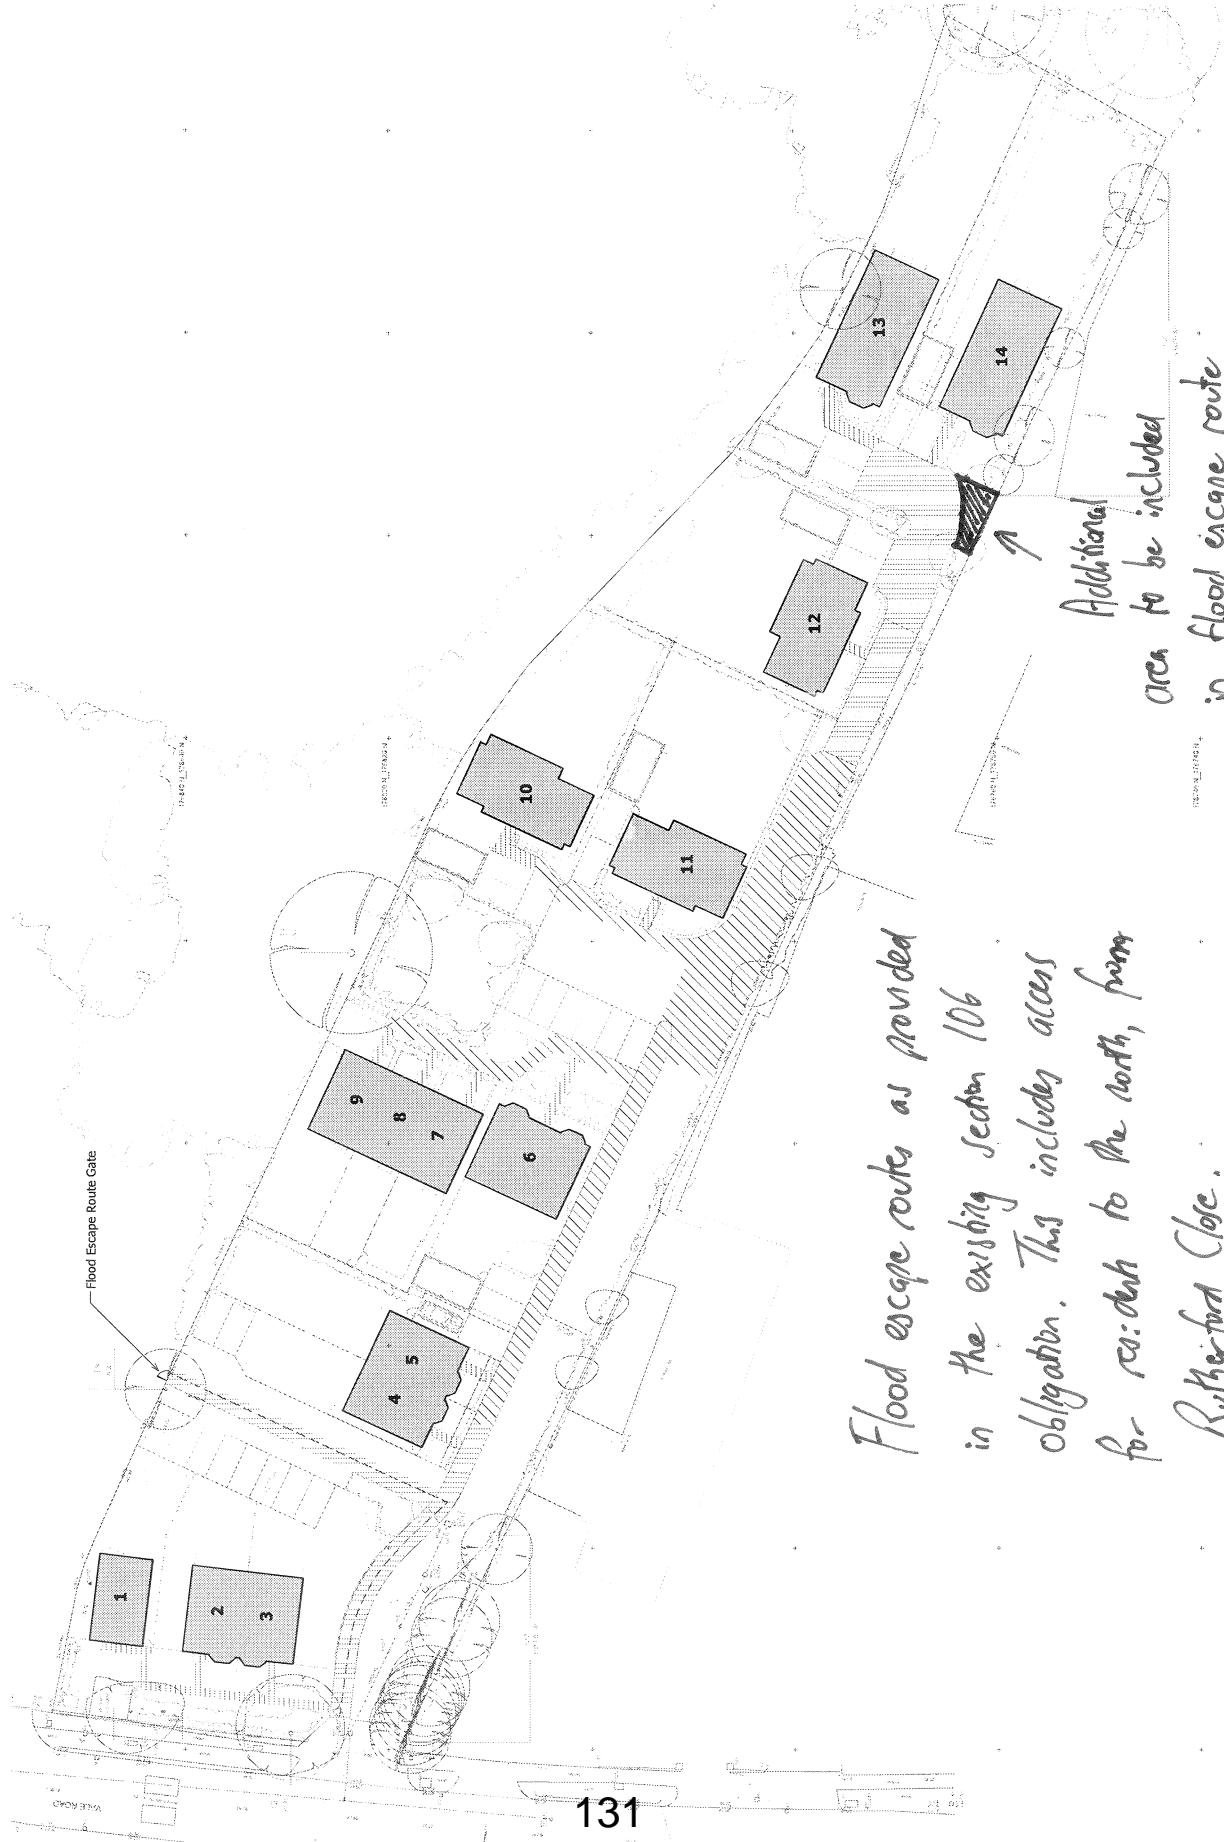 Flood Escape Route Gate
1
2
3
4
5
6
7
8
9
10
11
12
13
14
Additional
area to be included
in flood escape route
Flood escape routes as provided
in the existing section 106
obligation. This includes access
for residents to the north, from
Rutherford Close.
VALE ROAD
131